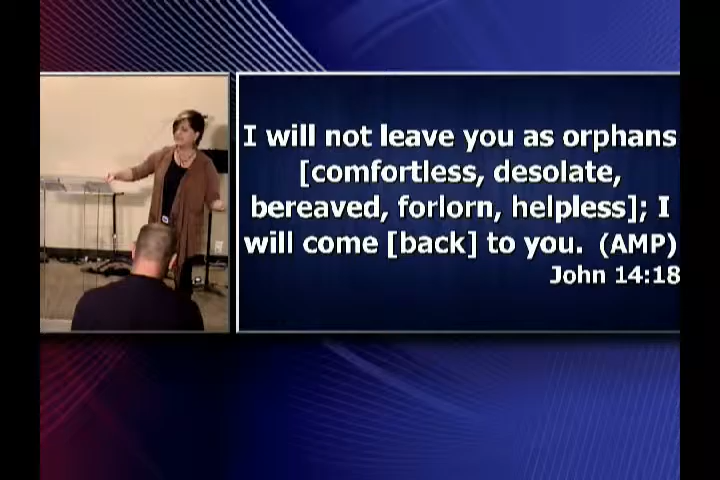 I will not leave you as orphans
[comfortless, desolate,
bereaved, forlorn, helpless]; I
will come [back] to you. (AMP)
John 14:18